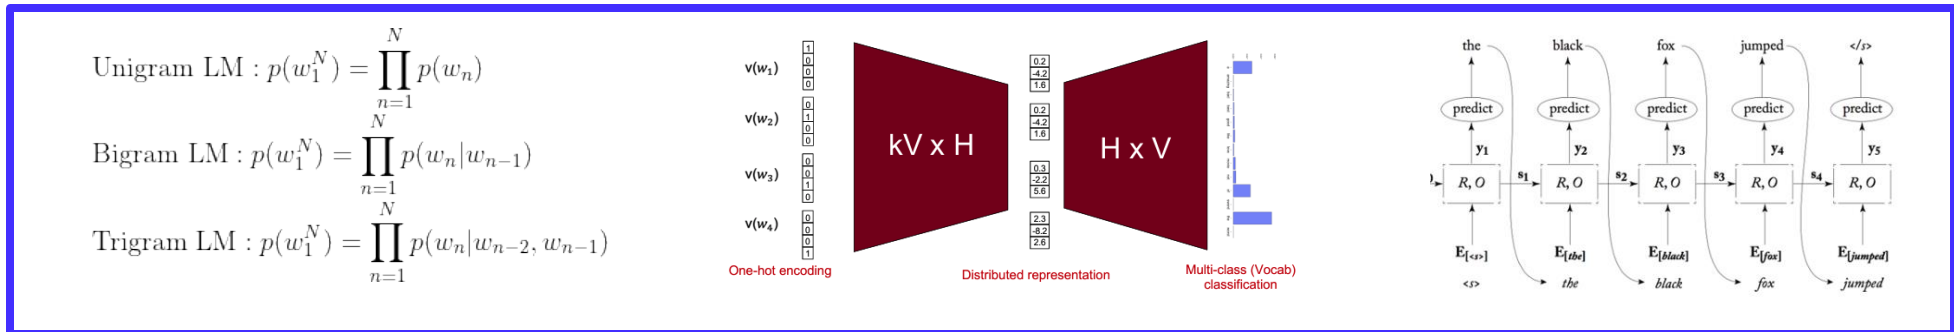 Unigram LM : p(w_1^N) = ∏_{n=1}^{N} p(w_n)
Bigram LM : p(w_1^N) = ∏_{n=1}^{N} p(w_n|w_{n-1})
Trigram LM : p(w_1^N) = ∏_{n=1}^{N} p(w_n|w_{n-2}, w_{n-1})
v(w₁)
1
0
0
0
v(w₂)
0
1
0
0
v(w₃)
0
0
1
0
v(w₄)
0
0
0
1
One-hot encoding
kV x H
0.2
-4.2
1.6
0.2
-4.2
1.6
0.3
-2.2
5.6
2.3
-8.2
2.6
Distributed representation
H x V
Multi-class (Vocab)
classification
the black fox jumped </s>
predict predict predict predict predict
y₁ y₂ y₃ y₄ y₅
R, O s₁ R, O s₂ R, O s₃ R, O s₄ R, O
E[<s>] E[the] E[black] E[fox] E[jumped]
<s> the black fox jumped